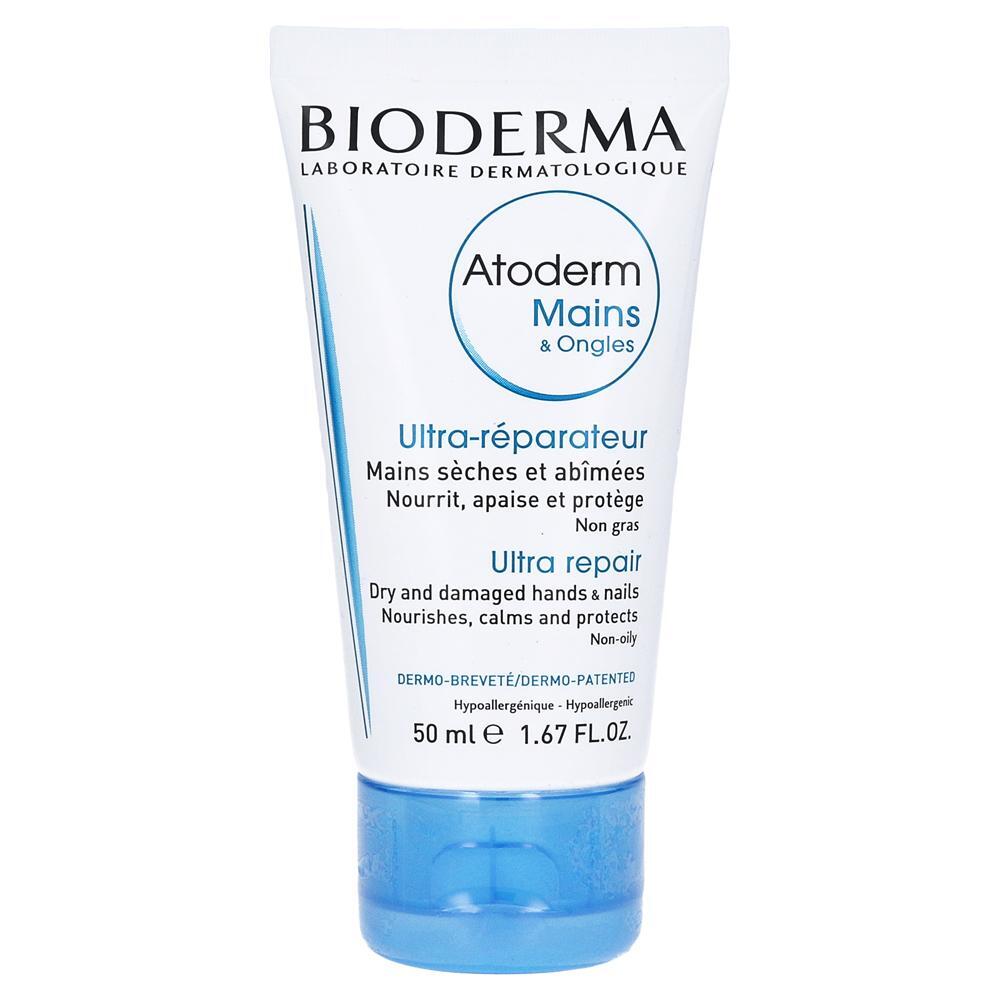 BIODERMA
LABORATOIRE DERMATOLOGIQUE
Atoderm
Mains
& Ongles
Ultra-réparateur
Mains sèches et abîmées
Nourrit, apaise et protège
Non gras
Ultra repair
Dry and damaged hands & nails
Nourishes, calms and protects
Non-oily
DERMO-BREVETÉ/DERMO-PATENTED
Hypoallergénique - Hypoallergenic
50 ml ℮ 1.67 FL.OZ.